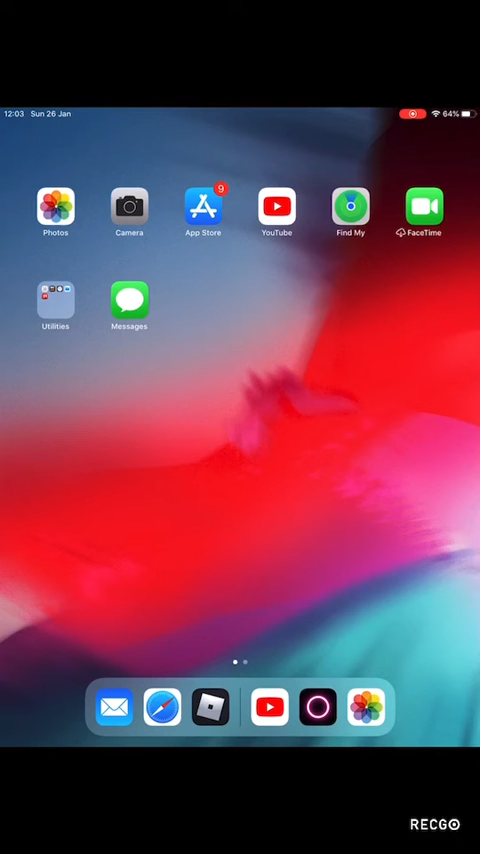 12:03 Sun 26 Jan 64%
9
Photos Camera App Store YouTube Find My FaceTime
Utilities Messages
RECGO